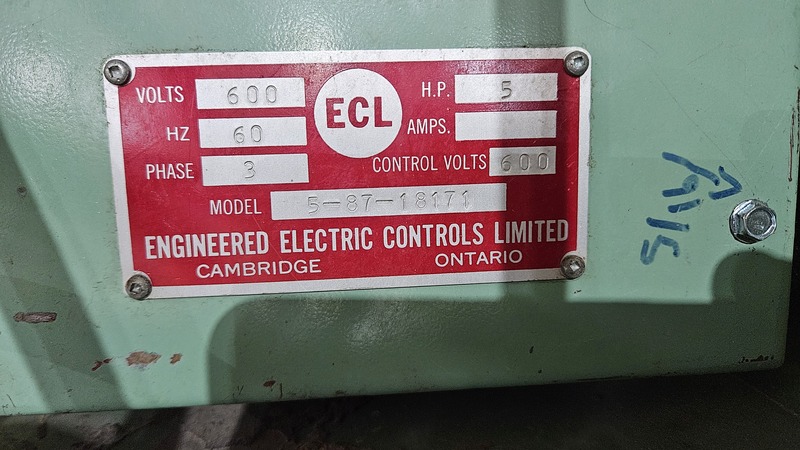 VOLTS 600 ECL H.P. 5
HZ 60 AMPS.
PHASE 3 CONTROL VOLTS 600
MODEL 5-87-18171
ENGINEERED ELECTRIC CONTROLS LIMITED
CAMBRIDGE ONTARIO